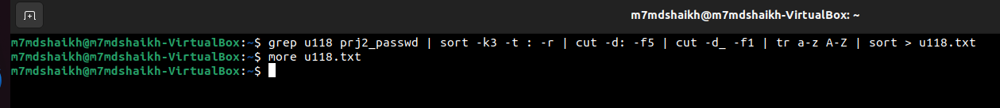 m7mdshaikh@m7mdshaikh-VirtualBox: ~
m7mdshaikh@m7mdshaikh-VirtualBox:~$ grep u118 prj2_passwd | sort -k3 -t : -r | cut -d: -f5 | cut -d_ -f1 | tr a-z A-Z | sort > u118.txt
m7mdshaikh@m7mdshaikh-VirtualBox:~$ more u118.txt
m7mdshaikh@m7mdshaikh-VirtualBox:~$